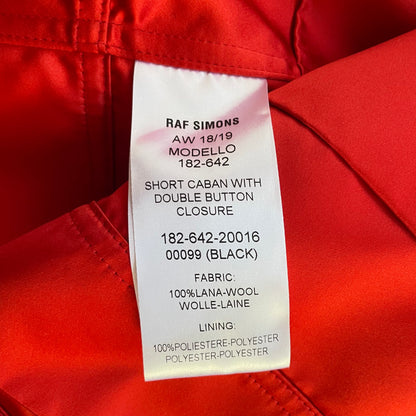 RAF SIMONS
AW 18/19
MODELLO
182-642
SHORT CABAN WITH
DOUBLE BUTTON
CLOSURE
182-642-20016
00099 (BLACK)
FABRIC:
100%LANA-WOOL
WOLLE-LAINE
LINING:
100%POLIESTERE-POLYESTER
POLYESTER-POLYESTER